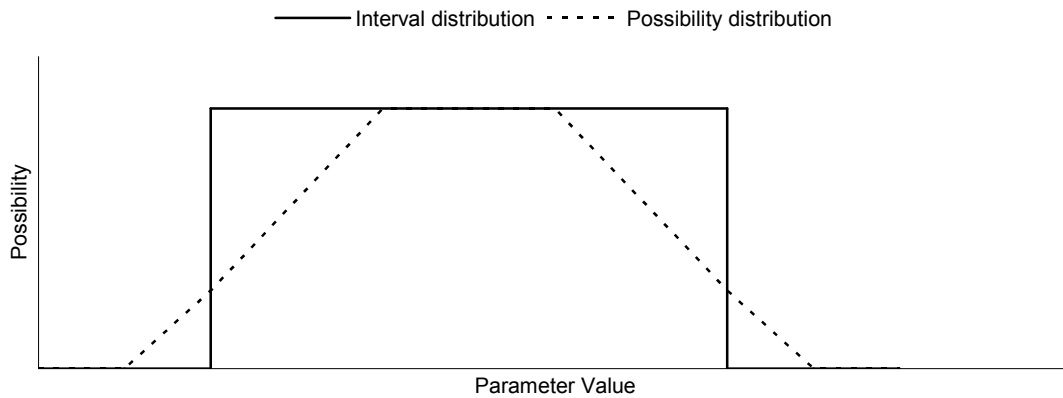 Interval distribution Possibility distribution
Possibility
Parameter Value